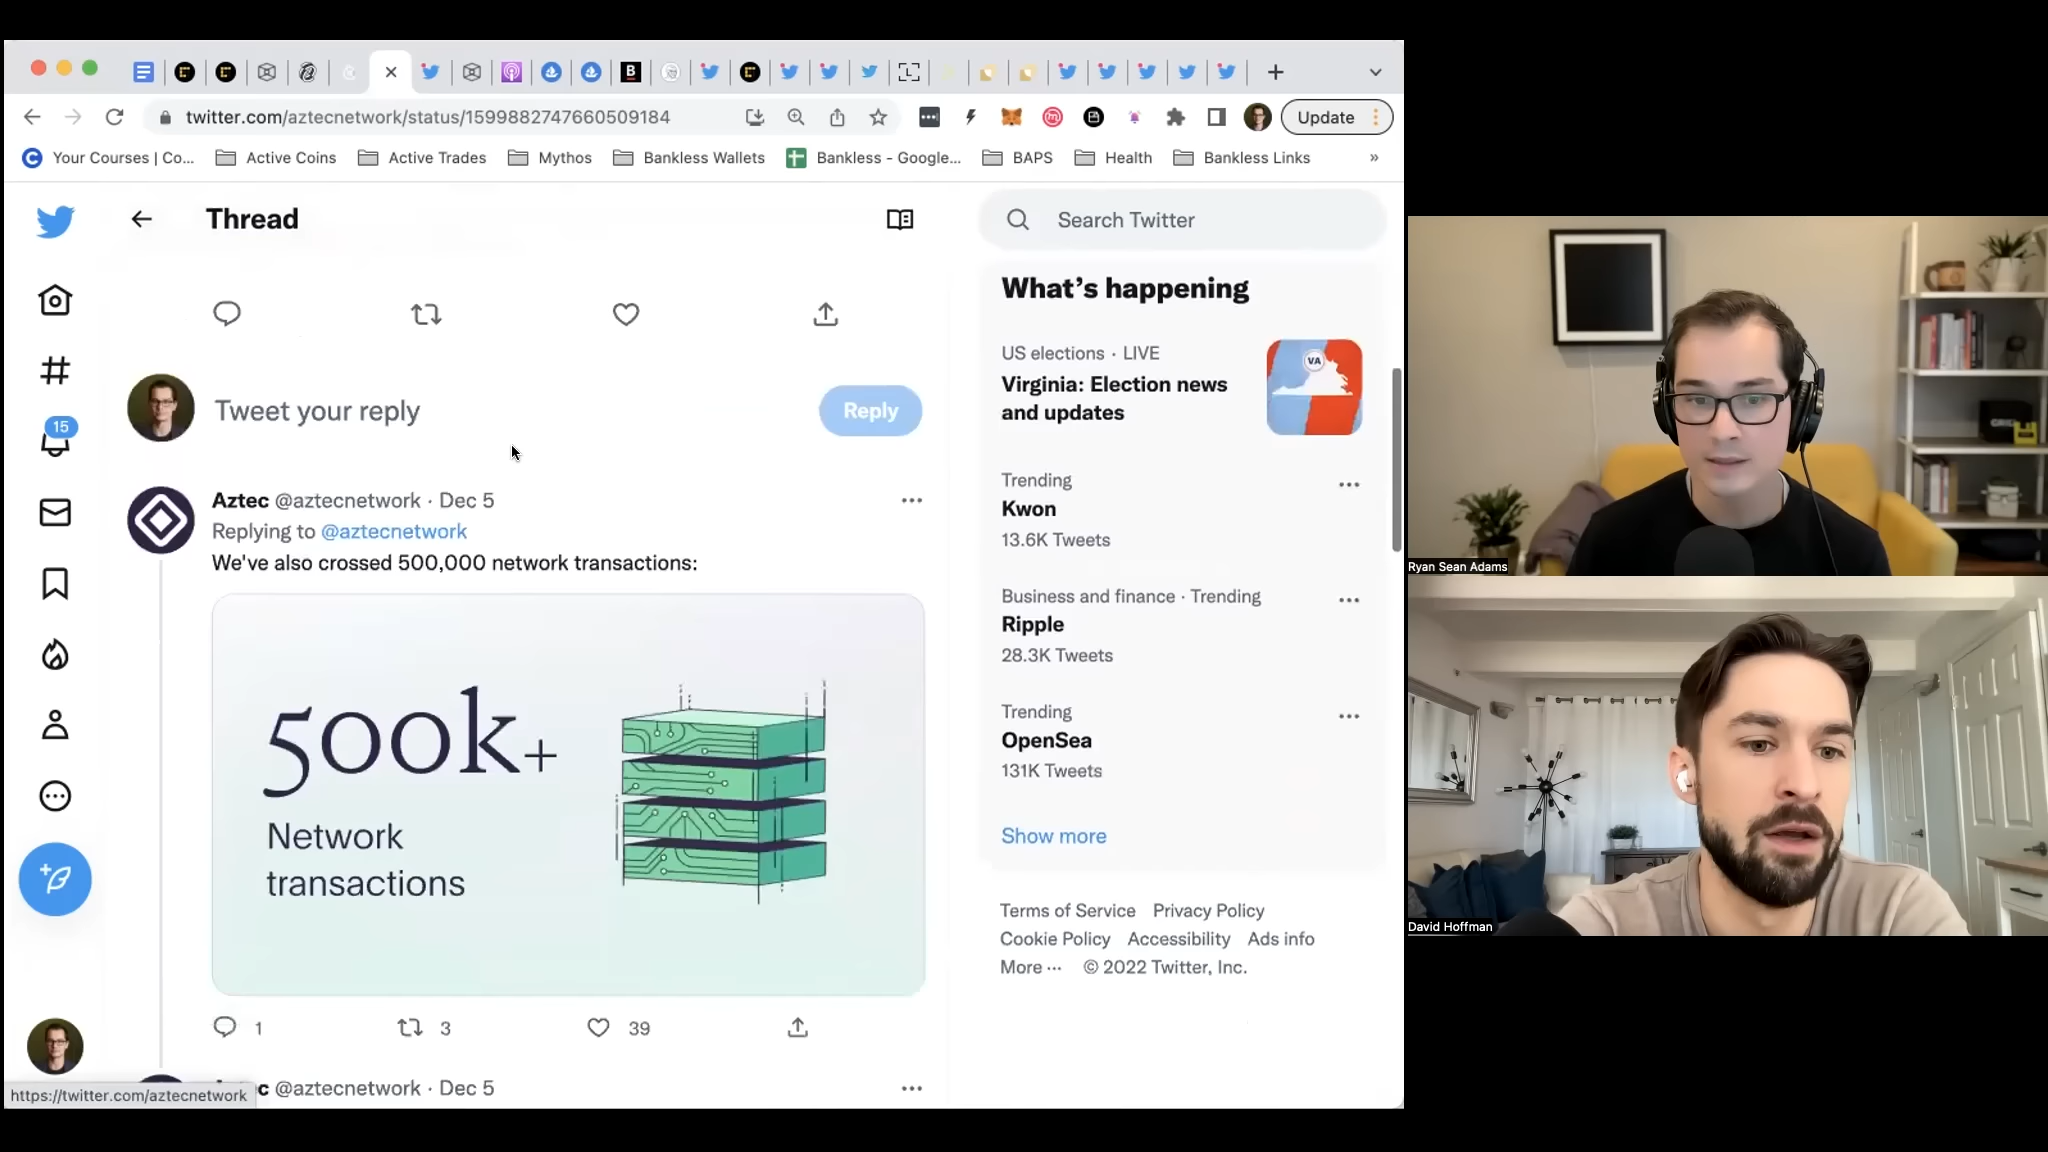 twitter.com/aztecnetwork/status/1599882747660509184
Update
Your Courses | Co...
Active Coins
Active Trades
Mythos
Bankless Wallets
Bankless - Google...
BAPS
Health
Bankless Links
»
Thread
Search Twitter
What's happening
US elections · LIVE
Virginia: Election news
and updates
VA
Trending
Kwon
13.6K Tweets
Business and finance · Trending
Ripple
28.3K Tweets
Trending
OpenSea
131K Tweets
Show more
Terms of Service Privacy Policy
Cookie Policy Accessibility Ads info
More ··· © 2022 Twitter, Inc.
15
Tweet your reply
Reply
Aztec @aztecnetwork · Dec 5
Replying to @aztecnetwork
We've also crossed 500,000 network transactions:
500k+
Network
transactions
1 3 39
c @aztecnetwork · Dec 5
https://twitter.com/aztecnetwork
Ryan Sean Adams
David Hoffman